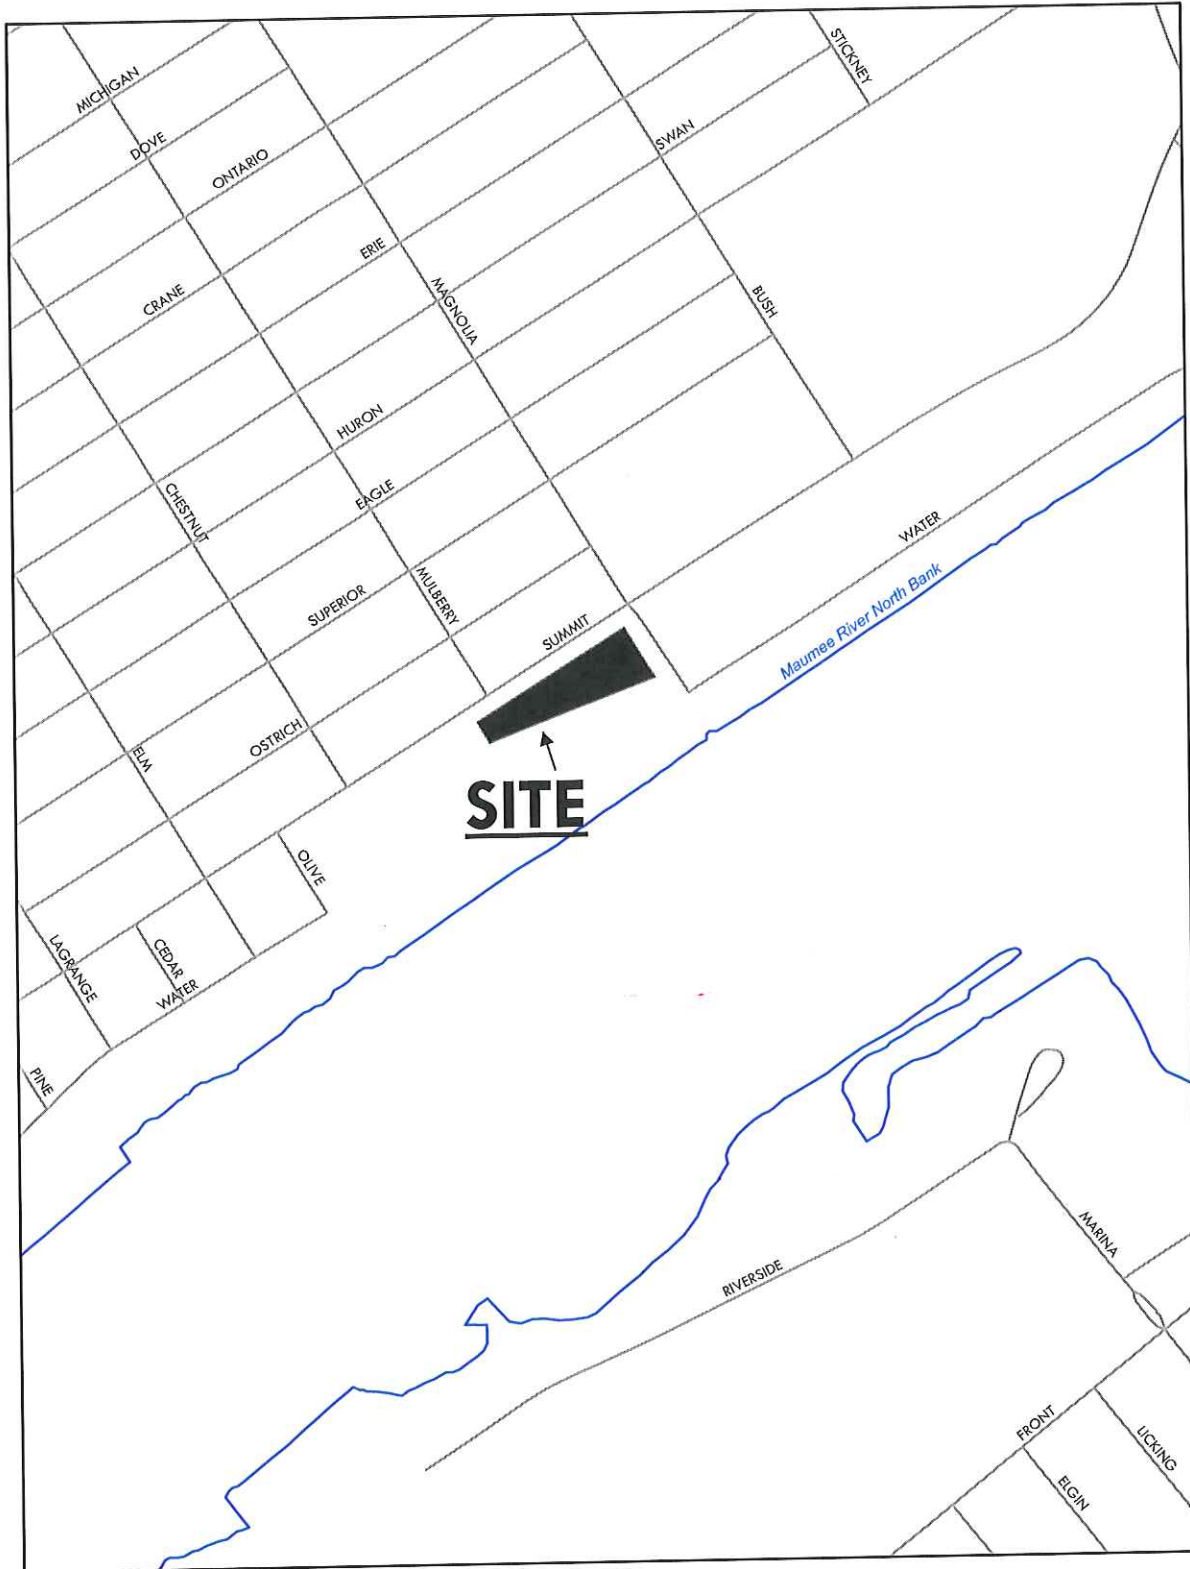 STICKNEY
MICHIGAN
DOVE
SWAN
ONTARIO
ERIE
CRANE
MAGNOLIA
BUSH
HURON
EAGLE
CHESTNUT
WATER
MULBERRY
SUPERIOR
Maumee River North Bank
SUMMIT
OSTRICH
ELM
SITE
OLIVE
LAGRANGE
CEDAR
WATER
PINE
MARINA
RIVERSIDE
FRONT
LICKING
ELGIN